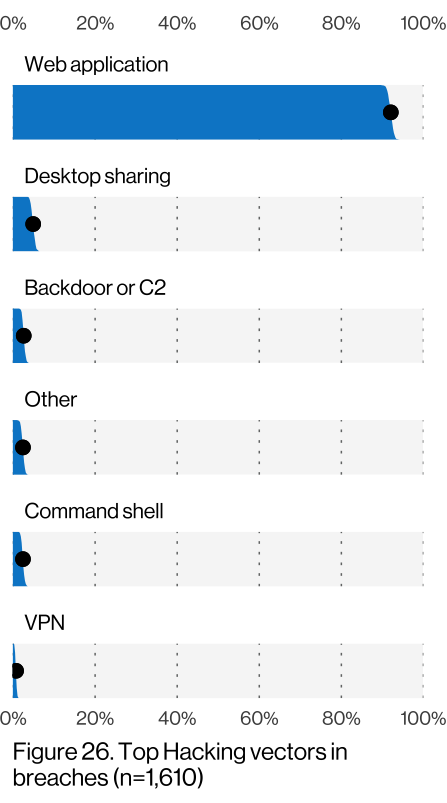 0% 20% 40% 60% 80% 100%
Web application
Desktop sharing
Backdoor or C2
Other
Command shell
VPN
0% 20% 40% 60% 80% 100%
Figure 26. Top Hacking vectors in
breaches (n=1,610)